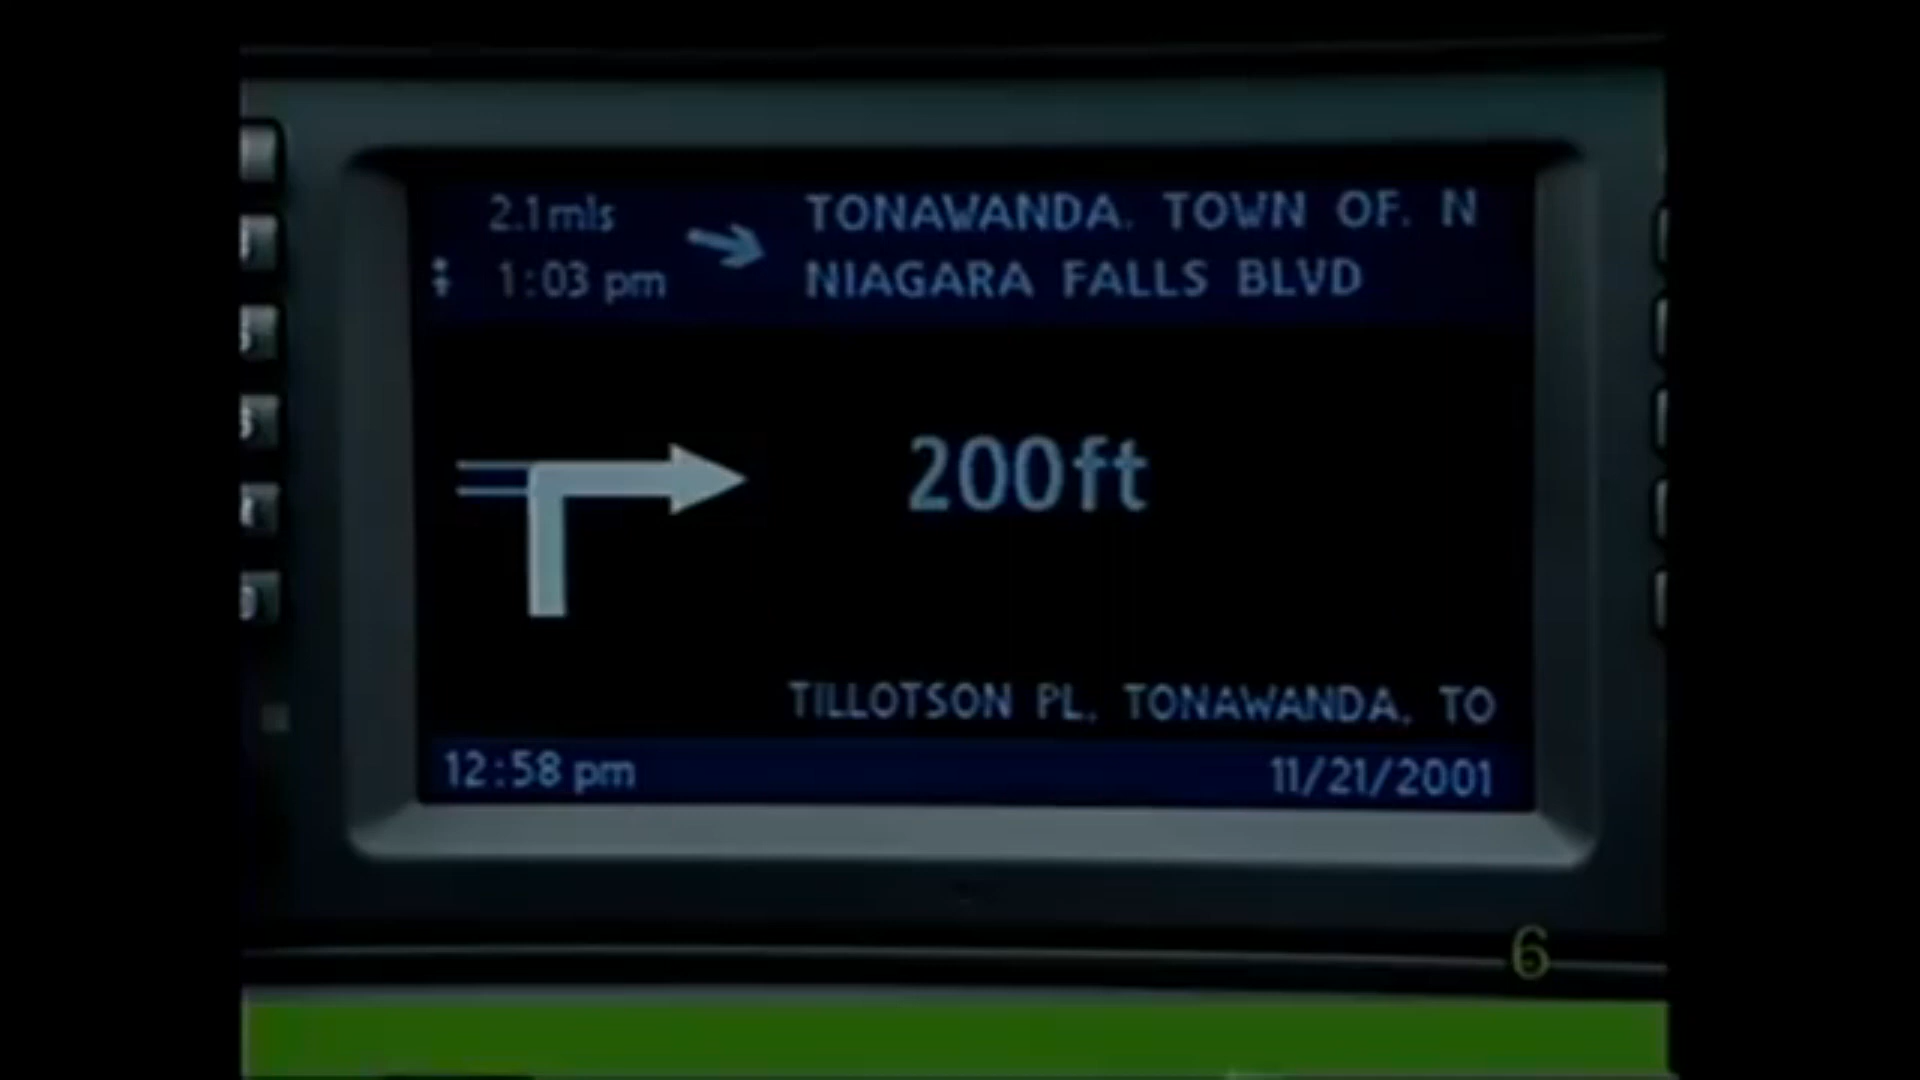 2.1mls
TONAWANDA. TOWN OF. N
1:03 pm
NIAGARA FALLS BLVD
200ft
TILLOTSON PL, TONAWANDA, TO
12:58 pm
11/21/2001
6